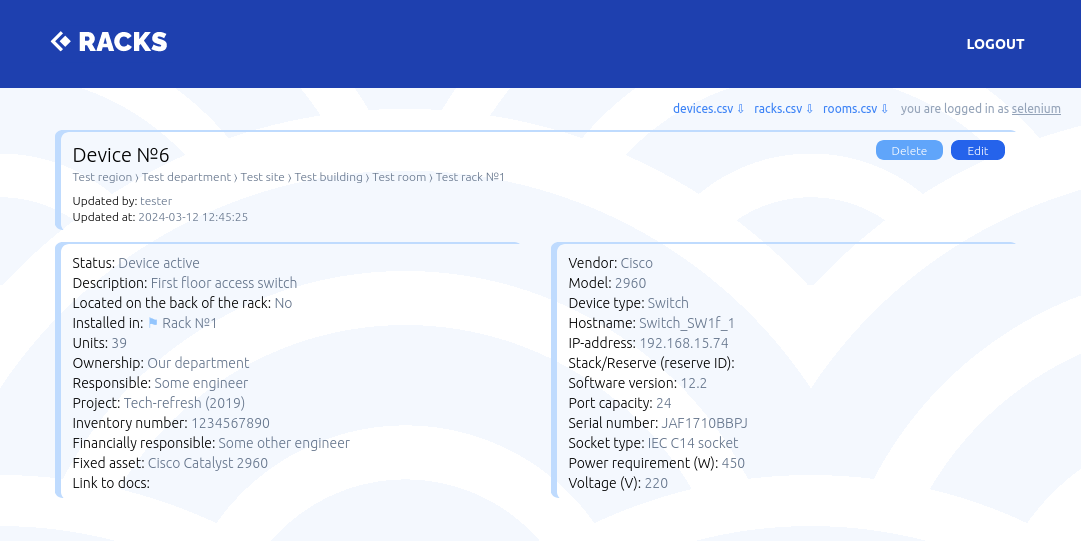 RACKS
LOGOUT
devices.csv ⇩ racks.csv ⇩ rooms.csv ⇩ you are logged in as selenium
Device №6
Delete Edit
Test region › Test department › Test site › Test building › Test room › Test rack №1
Updated by: tester
Updated at: 2024-03-12 12:45:25
Status: Device active
Description: First floor access switch
Located on the back of the rack: No
Installed in: ⚑ Rack №1
Units: 39
Ownership: Our department
Responsible: Some engineer
Project: Tech-refresh (2019)
Inventory number: 1234567890
Financially responsible: Some other engineer
Fixed asset: Cisco Catalyst 2960
Link to docs:
Vendor: Cisco
Model: 2960
Device type: Switch
Hostname: Switch_SW1f_1
IP-address: 192.168.15.74
Stack/Reserve (reserve ID):
Software version: 12.2
Port capacity: 24
Serial number: JAF1710BBPJ
Socket type: IEC C14 socket
Power requirement (W): 450
Voltage (V): 220